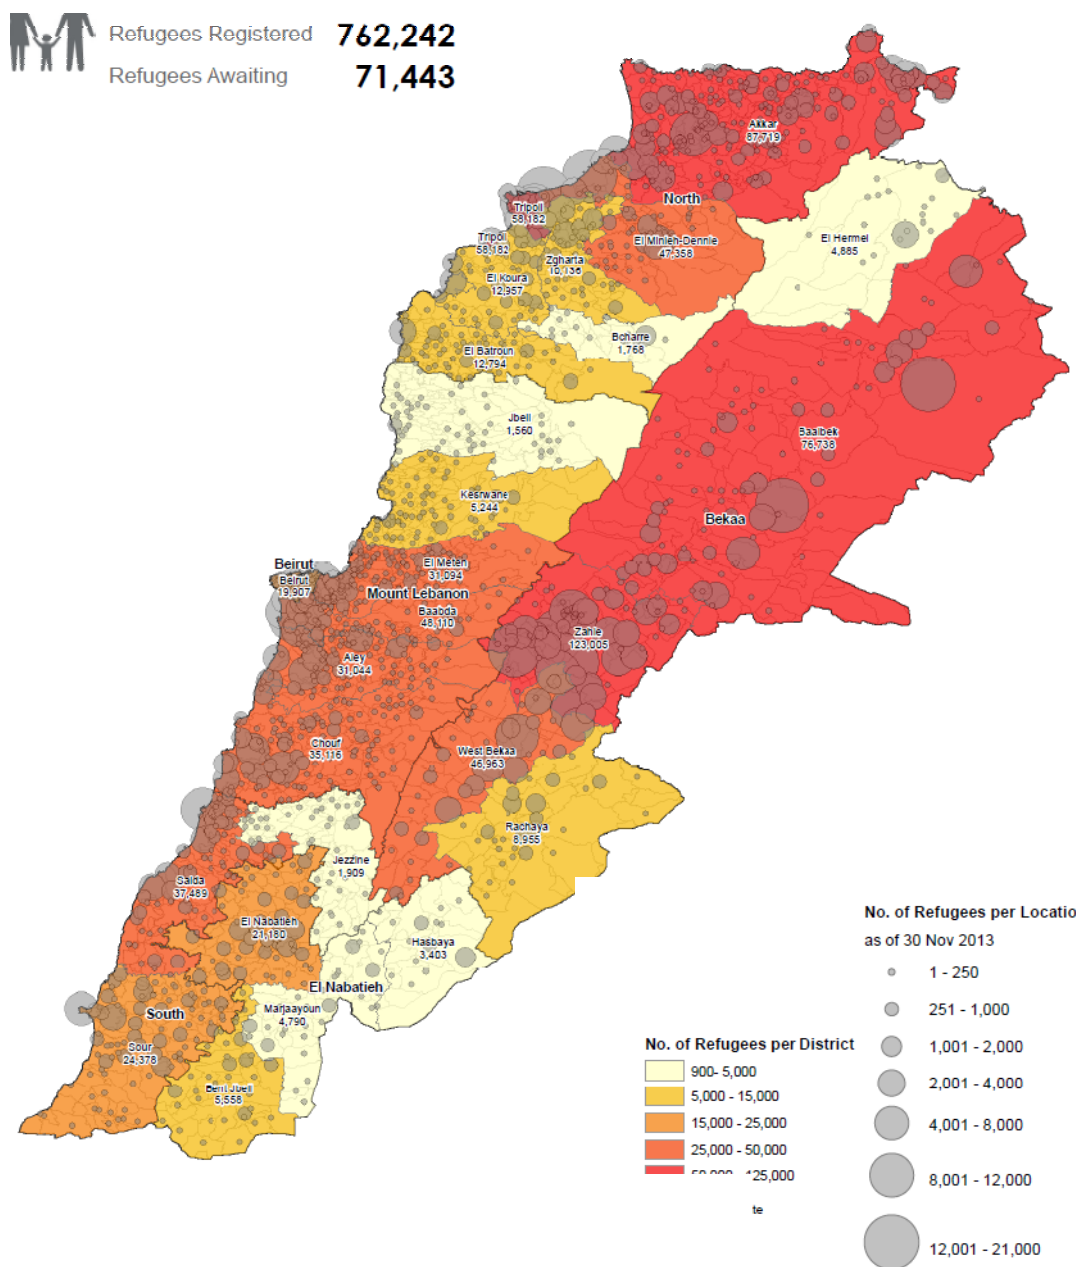 Refugees Registered 762,242
Refugees Awaiting 71,443
Akkar
87,719
North
Tripoli
58,182
Tripoli
58,182
El Minieh-Dennie
47,358
El Hermel
4,885
Zgharta
El Koura
12,957
Bcharre
1,768
El Batroun
12,794
Jbeil
1,560
Baalbek
76,738
Kesrwane
5,244
Bekaa
El Meten
31,094
Beirut
Beirut
19,907
Mount Lebanon
Baabda
48,110
Zahle
123,005
Aley
31,044
Chouf
35,116
West Bekaa
46,963
Rachaya
8,955
Jezzine
1,909
Saida
37,489
El Nabatieh
21,180
Hasbaya
3,403
El Nabatieh
Marjaayoun
4,790
South
Sour
24,378
Bent Jbeil
5,558
No. of Refugees per District
900- 5,000
5,000 - 15,000
15,000 - 25,000
25,000 - 50,000
125,000
te
No. of Refugees per Locatio
as of 30 Nov 2013
1 - 250
251 - 1,000
1,001 - 2,000
2,001 - 4,000
4,001 - 8,000
8,001 - 12,000
12,001 - 21,000